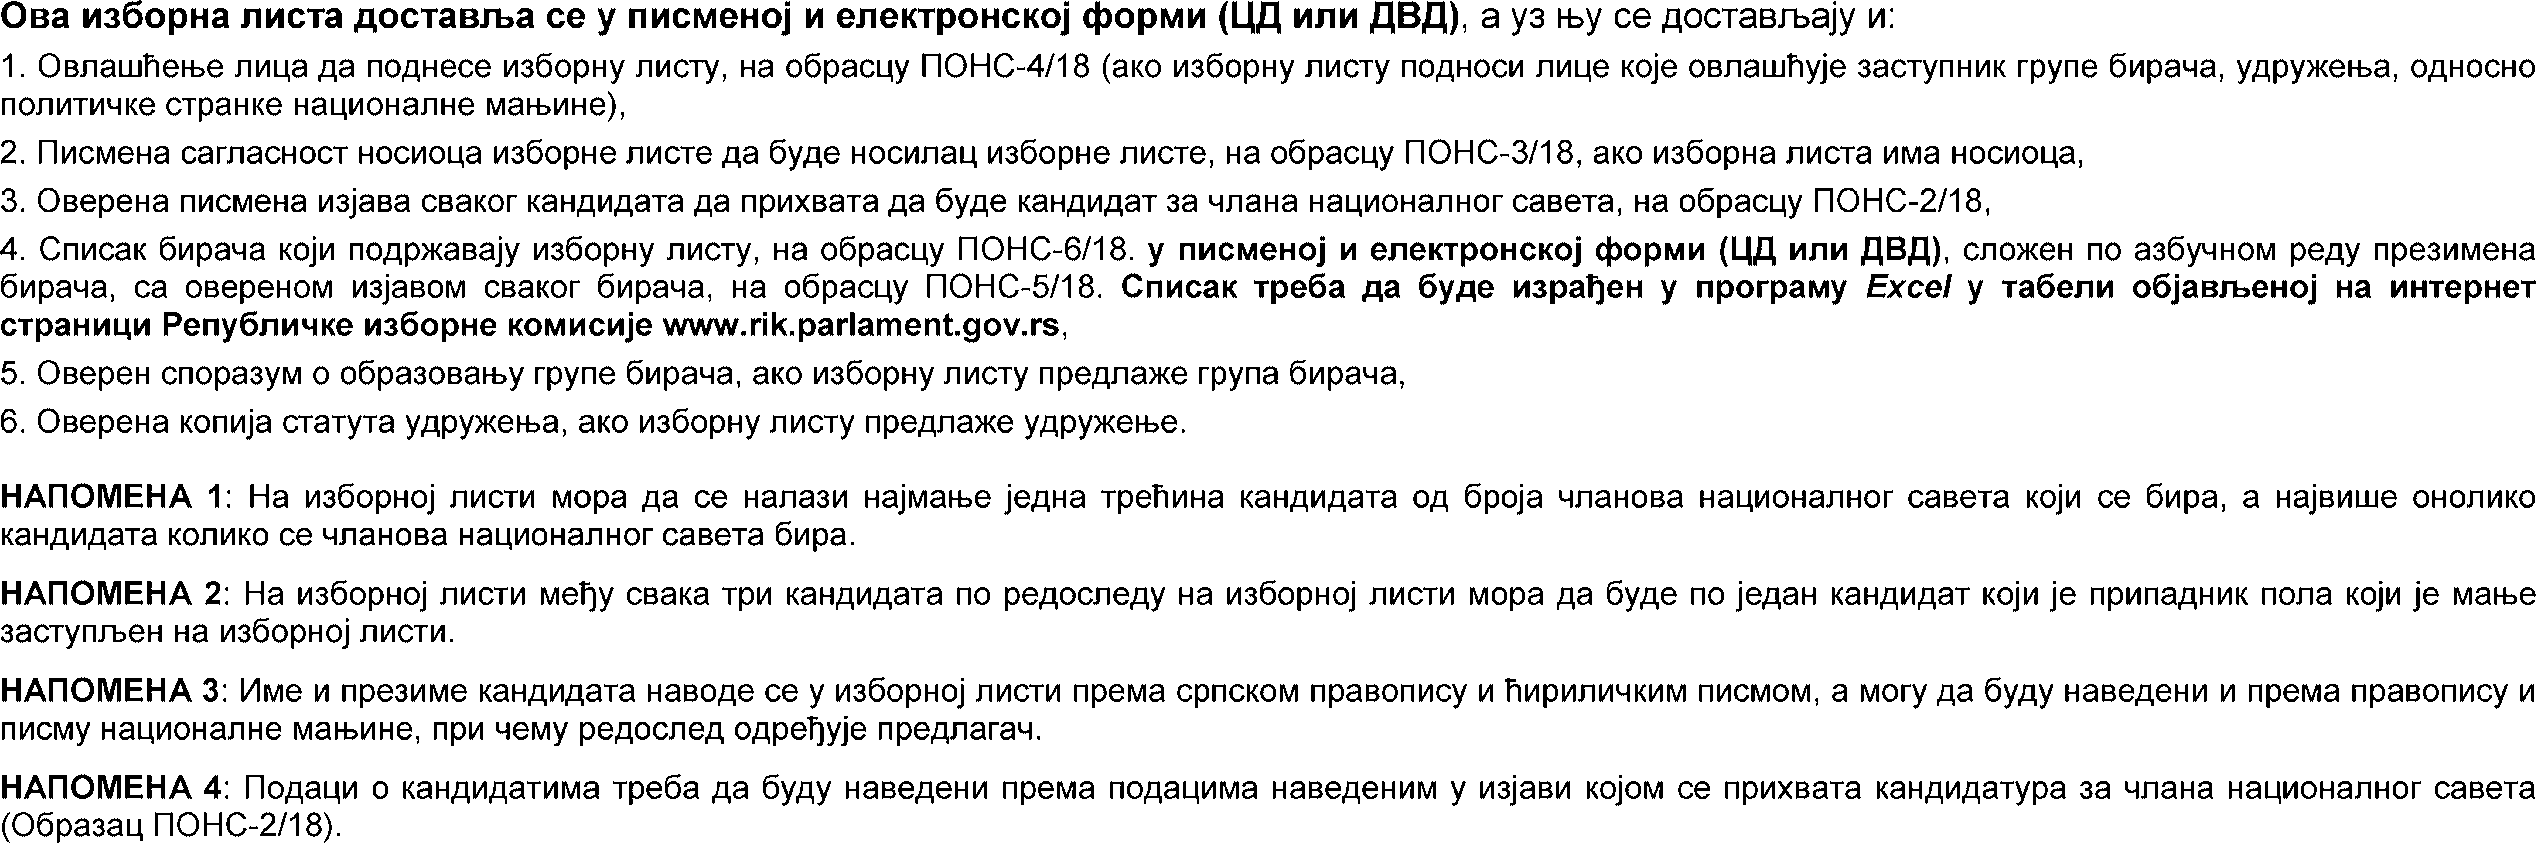 Ова изборна листа доставља се у писменој и електронској форми (ЦД или ДВД), а уз њу се достављају и:
1. Овлашћење лица да поднесе изборну листу, на обрасцу ПОНС-4/18 (ако изборну листу подноси лице које овлашћује заступник групе бирача, удружења, односно
политичке странке националне мањине),
2. Писмена сагласност носиоца изборне листе да буде носилац изборне листе, на обрасцу ПОНС-3/18, ако изборна листа има носиоца,
3. Оверена писмена изјава сваког кандидата да прихвата да буде кандидат за члана националног савета, на обрасцу ПОНС-2/18,
4. Списак бирача који подржавају изборну листу, на обрасцу ПОНС-6/18. у писменој и електронској форми (ЦД или ДВД), сложен по азбучном реду презимена
бирача, са овереном изјавом сваког бирача, на обрасцу ПОНС-5/18. Списак треба да буде израђен у програму Excel у табели објављеној на интернет
страници Републичке изборне комисије www.rik.parlament.gov.rs,
5. Оверен споразум о образовању групе бирача, ако изборну листу предлаже група бирача,
6. Оверена копија статута удружења, ако изборну листу предлаже удружење.
НАПОМЕНА 1: На изборној листи мора да се налази најмање једна трећина кандидата од броја чланова националног савета који се бира, а највише онолико
кандидата колико се чланова националног савета бира.
НАПОМЕНА 2: На изборној листи међу свака три кандидата по редоследу на изборној листи мора да буде по један кандидат који је припадник пола који је мање
заступљен на изборној листи.
НАПОМЕНА 3: Име и презиме кандидата наводе се у изборној листи према српском правопису и ћириличким писмом, а могу да буду наведени и према правопису и
писму националне мањине, при чему редослед одређује предлагач.
НАПОМЕНА 4: Подаци о кандидатима треба да буду наведени према подацима наведеним у изјави којом се прихвата кандидатура за члана националног савета
(Образац ПОНС-2/18).